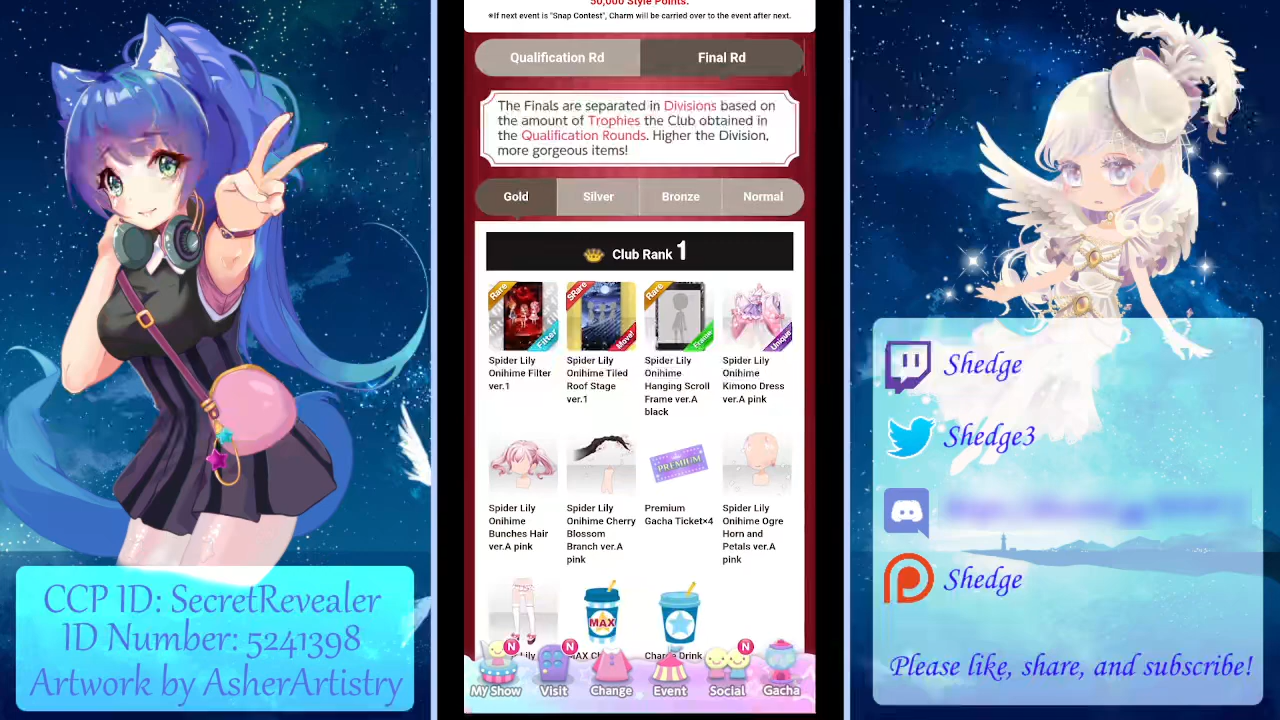 50,000 Style Points.
※If next event is "Snap Contest", Charm will be carried over to the event after next.
Qualification Rd
Final Rd
The Finals are separated in Divisions based on
the amount of Trophies the Club obtained in
the Qualification Rounds. Higher the Division,
more gorgeous items!
Gold
Silver
Bronze
Normal
Club Rank 1
Rare
Filter
SRare
Move!
Rare
Frame
Unique
Spider Lily
Onihime Filter
ver.1
Spider Lily
Onihime Tiled
Roof Stage
ver.1
Spider Lily
Onihime
Hanging Scroll
Frame ver.A
black
Spider Lily
Onihime
Kimono Dress
ver.A pink
PREMIUM
Spider Lily
Onihime
Bunches Hair
ver.A pink
Spider Lily
Onihime Cherry
Blossom
Branch ver.A
pink
Premium
Gacha Ticket×4
Spider Lily
Onihime Ogre
Horn and
Petals ver.A
pink
MAX
Drink
N
N
N
My Show
Visit
Change
Event
Social
Gacha
CCP ID: SecretRevealer
ID Number: 5241398
Artwork by AsherArtistry
Shedge
Shedge3
Shedge
Please like, share, and subscribe!